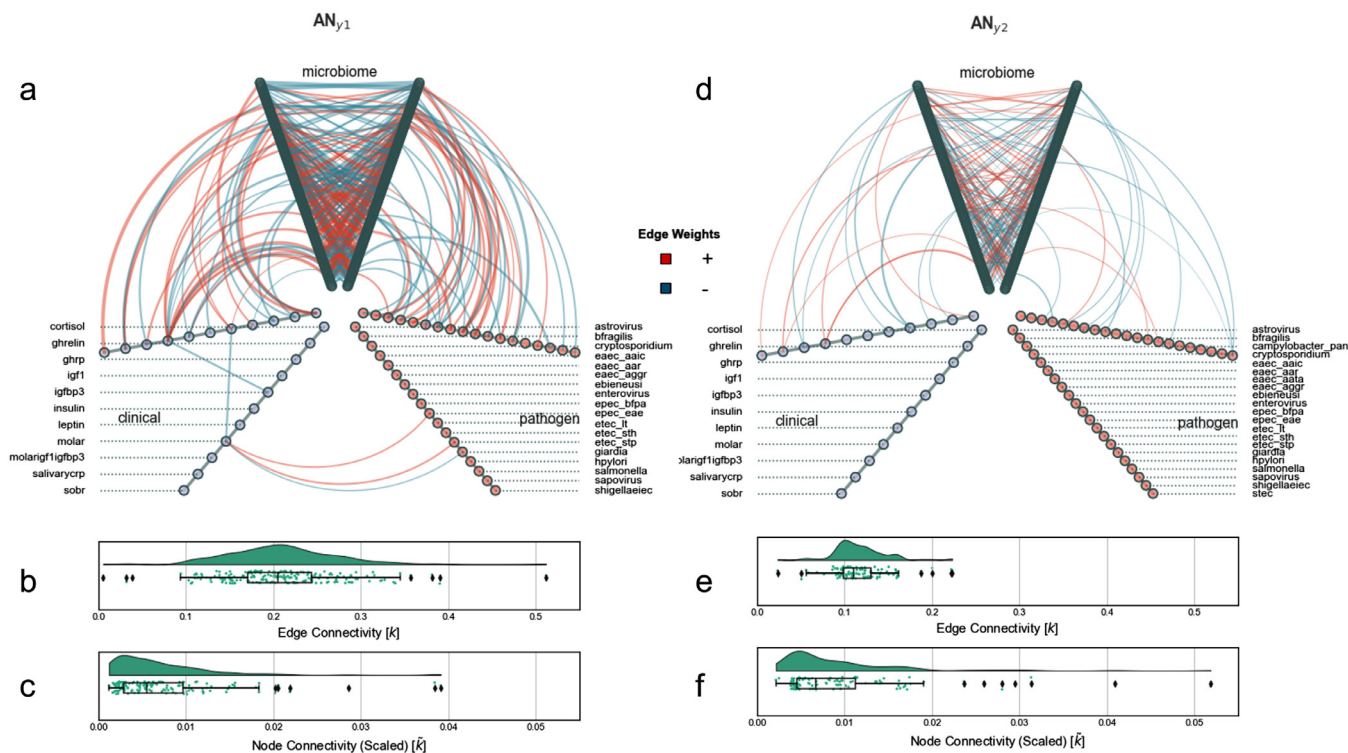 AN y1
AN y2
a
microbiome
d
microbiome
Edge Weights
+
-
cortisol
ghrelin
ghrp
igf1
igfbp3
insulin
leptin
molar
molarigf1igfbp3
salivarycrp
sobr
clinical
pathogen
astrovirus
bfragilis
cryptosporidium
eaec_aaic
eaec_aar
eaec_aggr
ebieneusi
enterovirus
epec_bfpa
epec_eae
etec_lt
etec_sth
etec_stp
giardia
hpylori
salmonella
sapovirus
shigellaeiec
cortisol
ghrelin
ghrp
igf1
igfbp3
insulin
leptin
molar
olarigf1igfbp3
salivarycrp
sobr
clinical
pathogen
astrovirus
bfragilis
campylobacter_pan
cryptosporidium
eaec_aaic
eaec_aar
eaec_aata
eaec_aggr
ebieneusi
enterovirus
epec_bfpa
epec_eae
etec_lt
etec_sth
etec_stp
giardia
hpylori
salmonella
sapovirus
shigellaeiec
stec
b
0.0 0.1 0.2 0.3 0.4 0.5
Edge Connectivity [k]
e
0.0 0.1 0.2 0.3 0.4 0.5
Edge Connectivity [k]
c
0.00 0.01 0.02 0.03 0.04 0.05
Node Connectivity (Scaled) [k̃]
f
0.00 0.01 0.02 0.03 0.04 0.05
Node Connectivity (Scaled) [k̃]